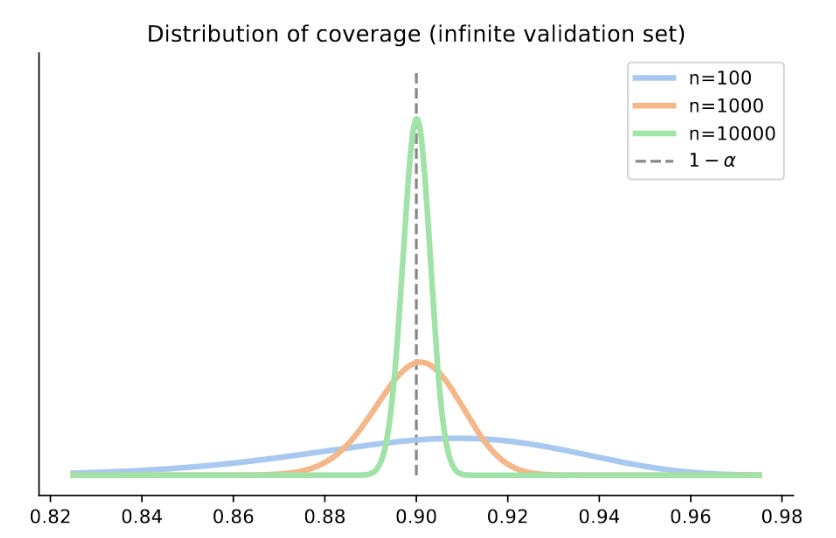 Distribution of coverage (infinite validation set)
n=100
n=1000
n=10000
1 − α
0.82 0.84 0.86 0.88 0.90 0.92 0.94 0.96 0.98